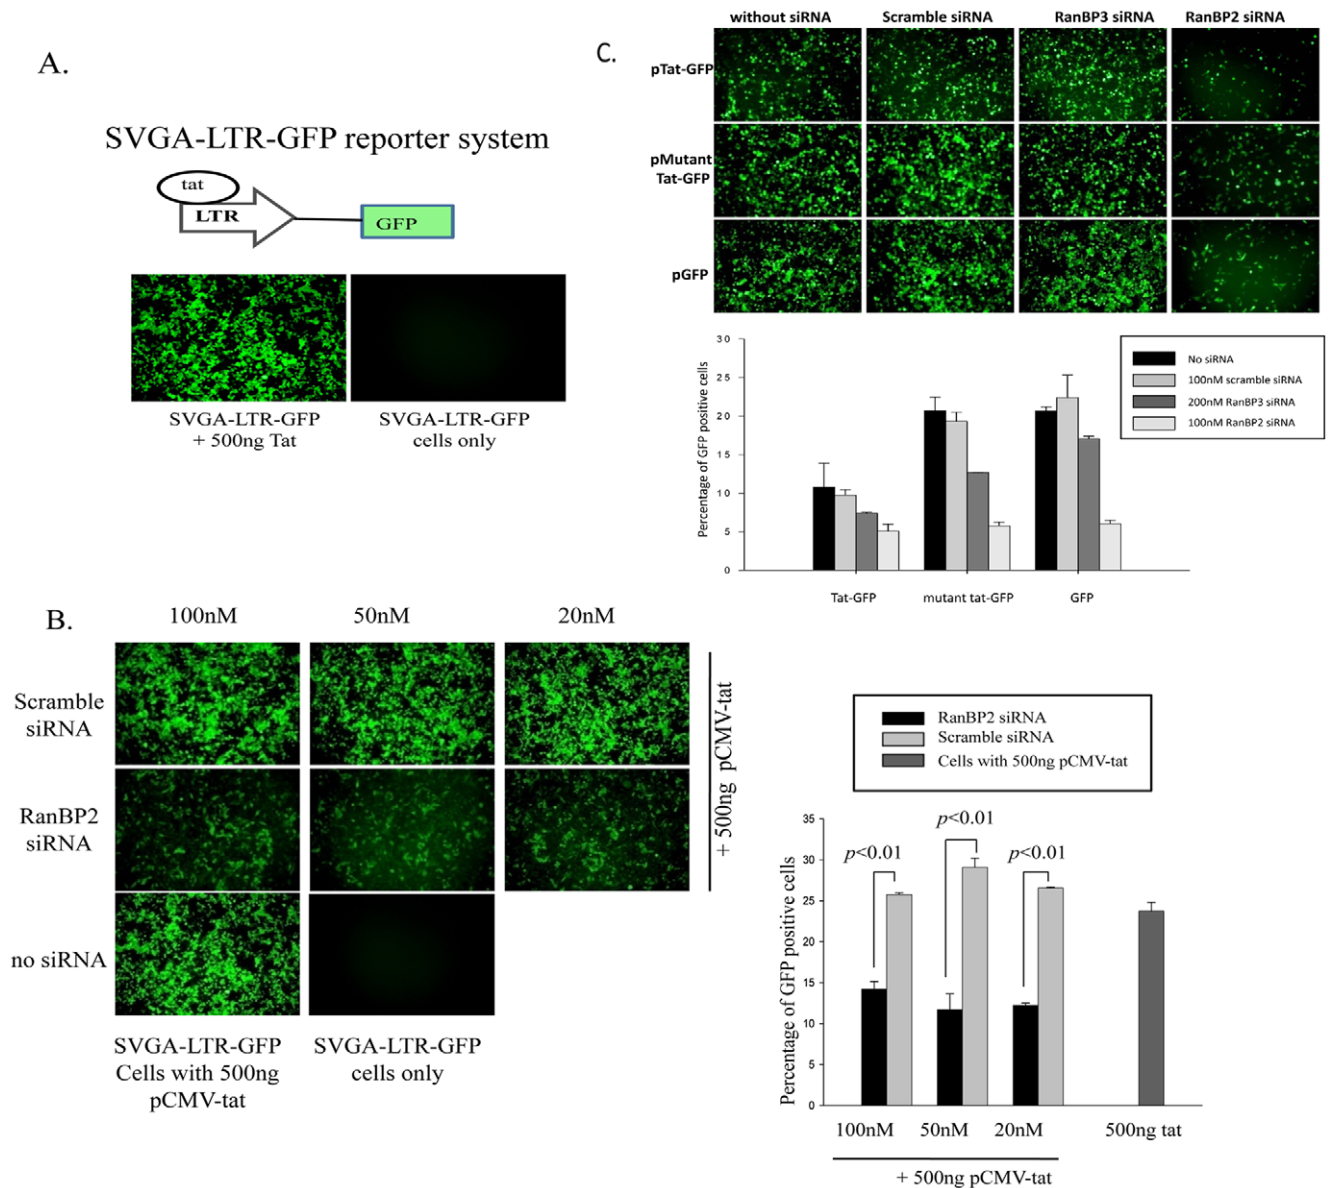 A.
SVGA-LTR-GFP reporter system
tat
LTR
GFP
SVGA-LTR-GFP
+ 500ng Tat
SVGA-LTR-GFP
cells only
B.
100nM
50nM
20nM
Scramble
siRNA
RanBP2
siRNA
no siRNA
+ 500ng pCMV-tat
SVGA-LTR-GFP
Cells with 500ng
pCMV-tat
SVGA-LTR-GFP
cells only
C.
without siRNA
Scramble siRNA
RanBP3 siRNA
RanBP2 siRNA
pTat-GFP
pMutant
Tat-GFP
pGFP
Percentage of GFP positive cells
30
25
20
15
10
5
0
Tat-GFP
mutant tat-GFP
GFP
No siRNA
100nM scramble siRNA
200nM RanBP3 siRNA
100nM RanBP2 siRNA
RanBP2 siRNA
Scramble siRNA
Cells with 500ng pCMV-tat
Percentage of GFP positive cells
35
30
25
20
15
10
5
0
p<0.01
p<0.01
p<0.01
100nM
50nM
20nM
500ng tat
+ 500ng pCMV-tat